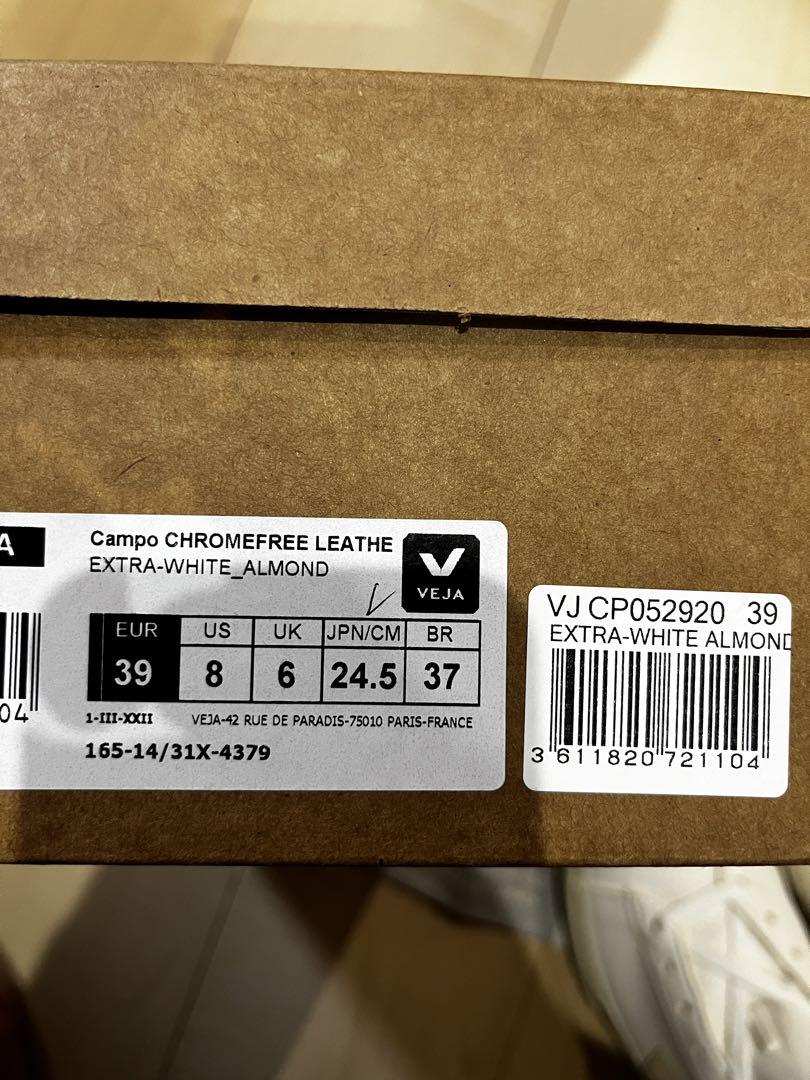 A
Campo CHROMEFREE LEATHE
EXTRA-WHITE_ALMOND
VEJA
EUR US UK JPN/CM BR
39 8 6 24.5 37
04
1-III-XXII VEJA-42 RUE DE PARADIS-75010 PARIS-FRANCE
165-14/31X-4379
VJ CP052920 39
EXTRA-WHITE ALMOND
3 611820 721104